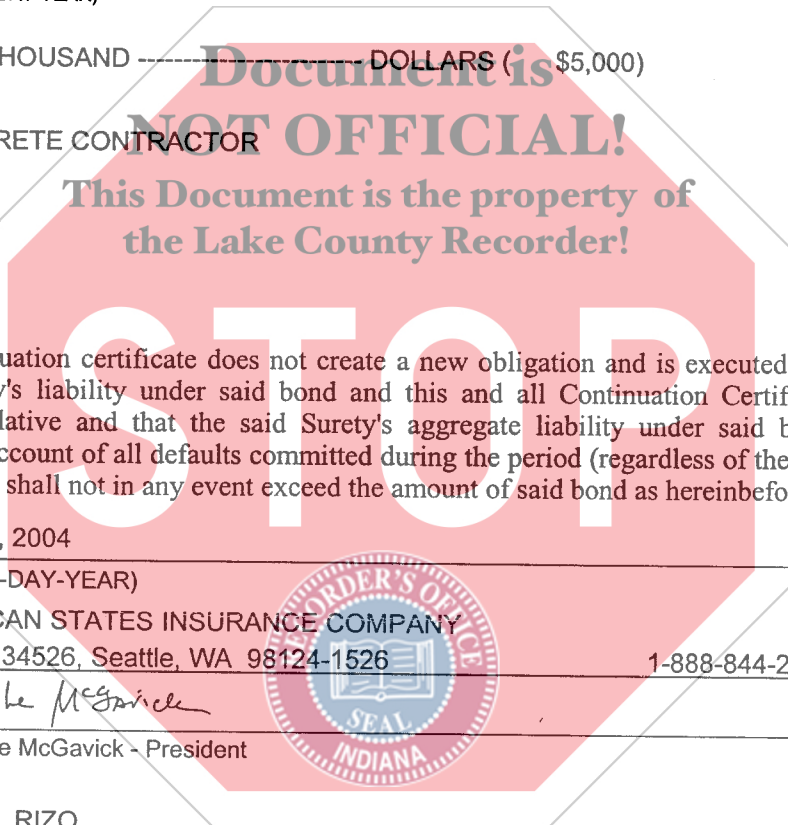 HOUSAND ------------------------- DOLLARS ( $5,000)
Document is
RETE CONTRACTOR
NOT OFFICIAL!
This Document is the property of
the Lake County Recorder!
STOP
uation certificate does not create a new obligation and is executed
y's liability under said bond and this and all Continuation Certif
lative and that the said Surety's aggregate liability under said b
ccount of all defaults committed during the period (regardless of the
shall not in any event exceed the amount of said bond as hereinbefo
, 2004
-DAY-YEAR)
CAN STATES INSURANCE COMPANY
34526, Seattle, WA 98124-1526 1-888-844-2
ke McGavick
e McGavick - President
RECORDER'S OFFICE
SEAL
INDIANA
RIZO